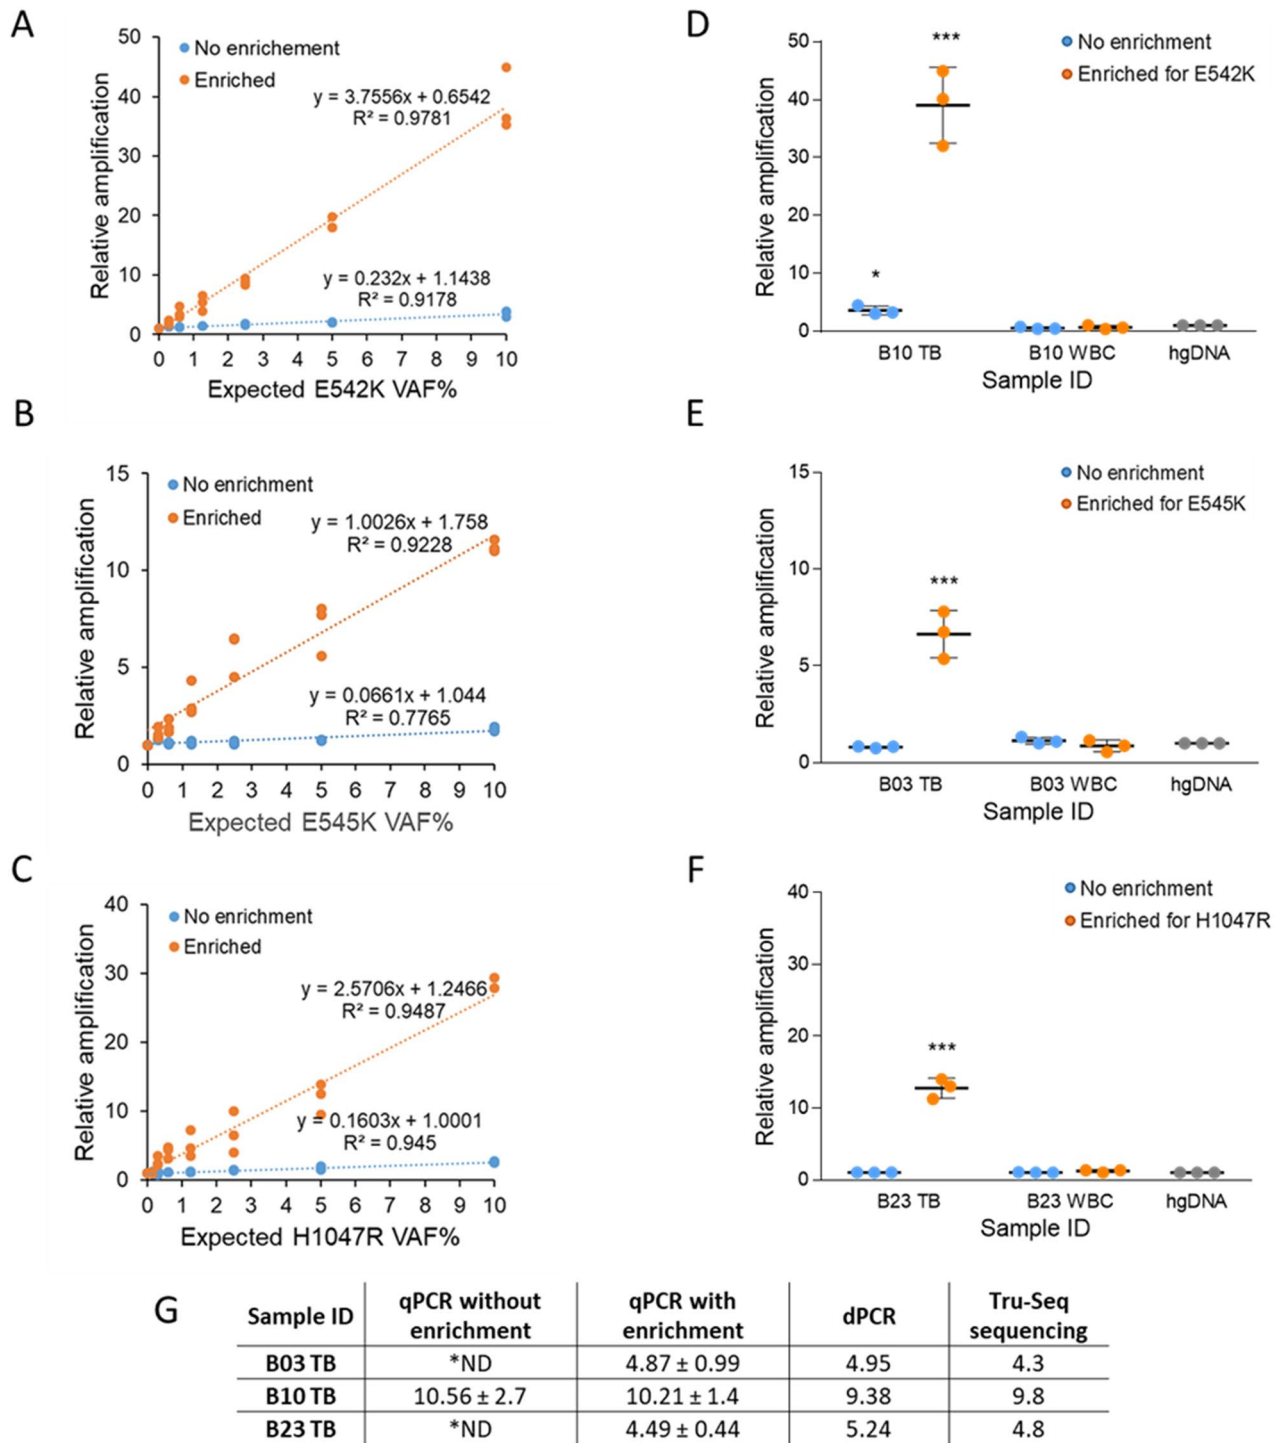 A
50
40
30
20
10
0
Relative amplification
No enrichement
Enriched
y = 3.7556x + 0.6542
R² = 0.9781
y = 0.232x + 1.1438
R² = 0.9178
0 1 2 3 4 5 6 7 8 9 10
Expected E542K VAF%
D
50
40
30
20
10
0
Relative amplification
***
*
No enrichment
Enriched for E542K
B10 TB B10 WBC hgDNA
Sample ID
B
15
10
5
0
Relative amplification
No enrichment
Enriched
y = 1.0026x + 1.758
R² = 0.9228
y = 0.0661x + 1.044
R² = 0.7765
0 1 2 3 4 5 6 7 8 9 10
Expected E545K VAF%
E
15
10
5
0
Relative amplification
***
No enrichment
Enriched for E545K
B03 TB B03 WBC hgDNA
Sample ID
C
40
30
20
10
0
Relative amplification
No enrichment
Enriched
y = 2.5706x + 1.2466
R² = 0.9487
y = 0.1603x + 1.0001
R² = 0.945
0 1 2 3 4 5 6 7 8 9 10
Expected H1047R VAF%
F
40
30
20
10
0
Relative amplification
***
No enrichment
Enriched for H1047R
B23 TB B23 WBC hgDNA
Sample ID
G
Sample ID
qPCR without
enrichment
qPCR with
enrichment
dPCR
Tru-Seq
sequencing
B03 TB *ND 4.87 ± 0.99 4.95 4.3
B10 TB 10.56 ± 2.7 10.21 ± 1.4 9.38 9.8
B23 TB *ND 4.49 ± 0.44 5.24 4.8